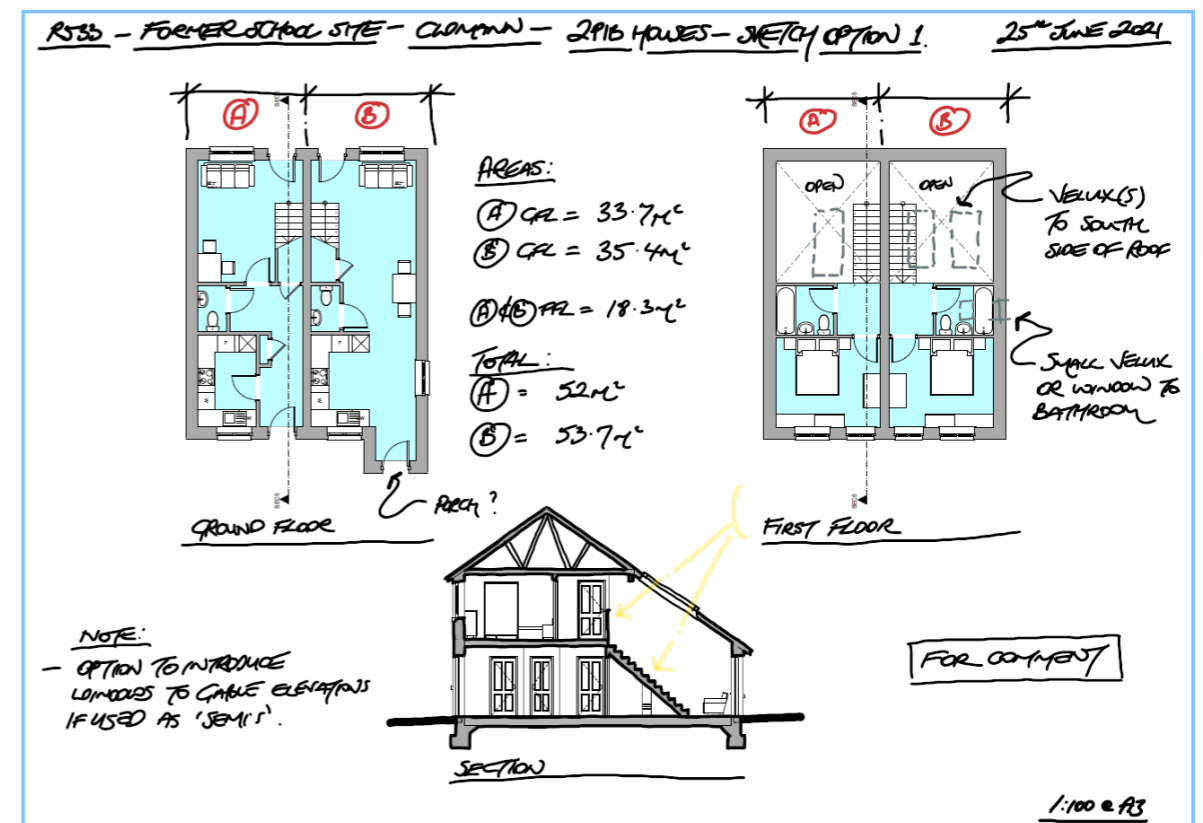 R533 - FORMER SCHOOL SITE - CLONMANN - 2P1B HOUSES - SKETCH OPTION 1. 25TH JUNE 2021
A B
AREAS:
A GFL = 33.7m²
B GFL = 35.4m²
A & B FFL = 18.3m²
TOTAL:
A = 52m²
B = 53.7m²
PORCH?
GROUND FLOOR
A B
OPEN OPEN
VELUX(S)
TO SOUTH
SIDE OF ROOF
SMALL VELUX
OR WINDOW TO
BATHROOM
FIRST FLOOR
NOTE:
- OPTION TO INTRODUCE
WINDOWS TO GABLE ELEVATIONS
IF USED AS 'SEMIS'.
SECTION
FOR COMMENT
1:100 @ A3